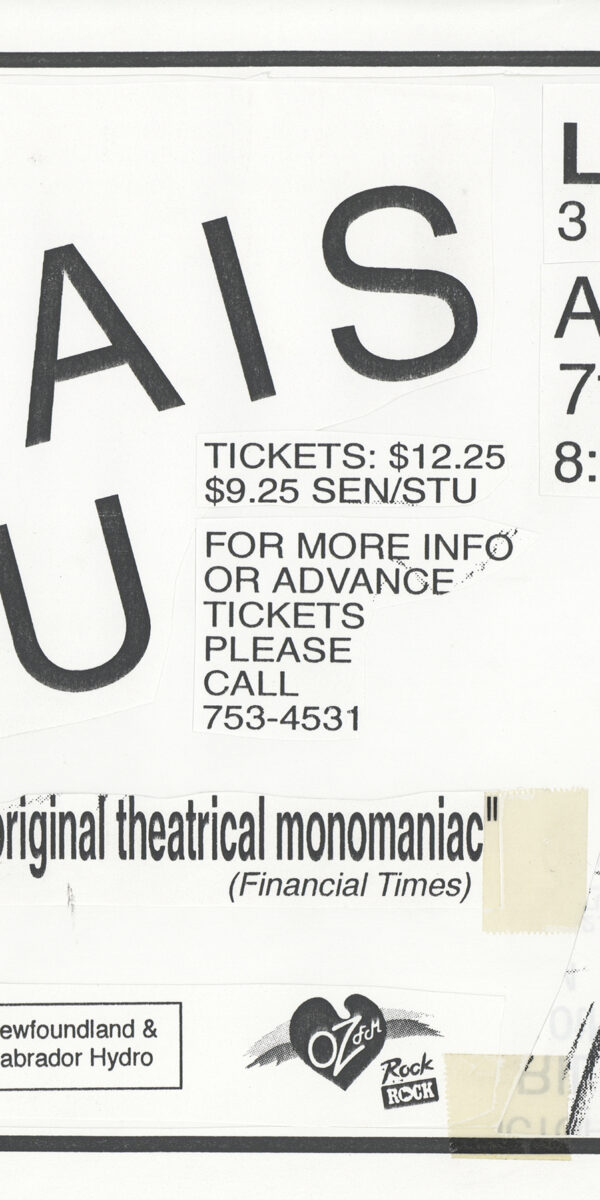 AIS
U
L
3
A
7
8:
TICKETS: $12.25
$9.25 SEN/STU
FOR MORE INFO
OR ADVANCE
TICKETS
PLEASE
CALL
753-4531
original theatrical monomaniac"
(Financial Times)
ewfoundland &
abrador Hydro
OZ FM
Rock
ROCK